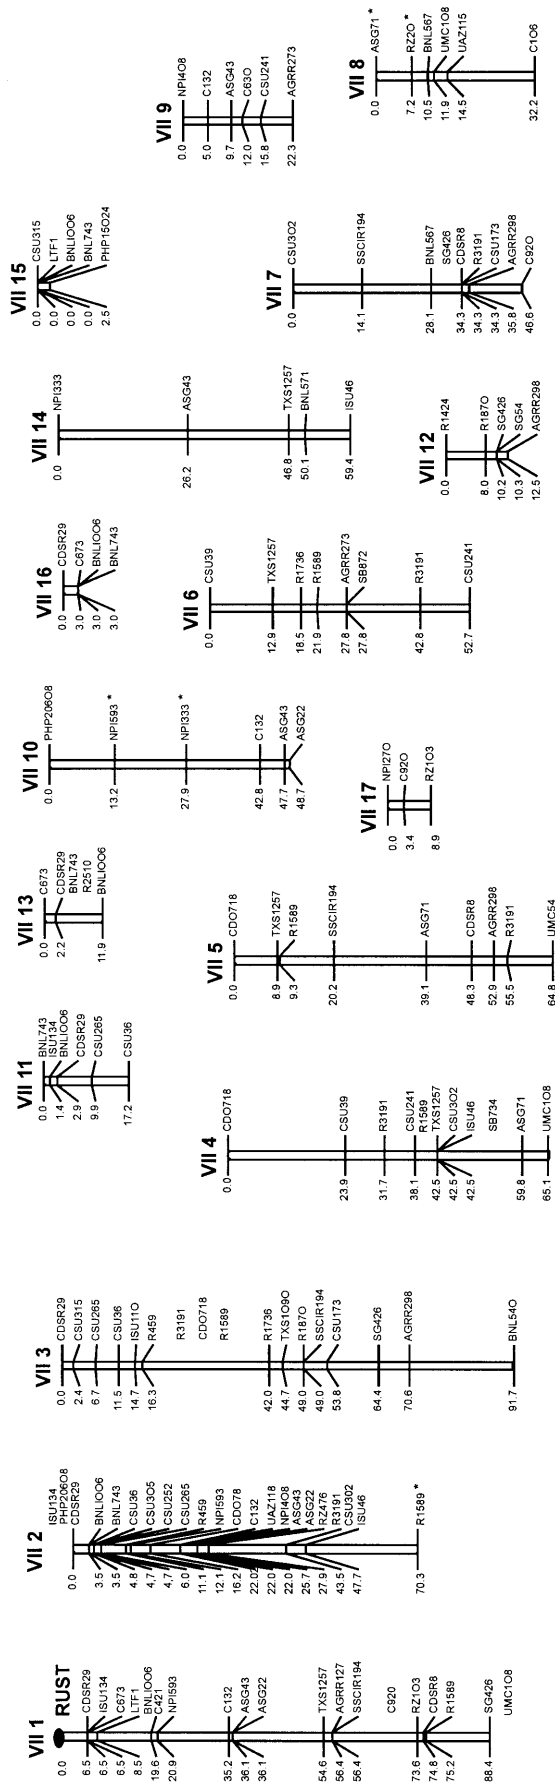 VII 1
RUST
0.0
6.5 CDSR29
6.5 ISU134
6.5 C673
8.5 LTF1
19.6 BNLIOO6
C421
20.9 NPI593
35.2 C132
36.1 ASG43
36.1 ASG22
54.6 TXS1257
56.4 AGRR127
56.4 SSCIR194
C920
73.6 RZ1O3
74.8 CDSR8
75.2 R1589
88.4 SG426
UMC1O8
VII 2
ISU134
PHP206O8
0.0 CDSR29
3.5 BNLIOO6
3.5 BNL743
4.8 CSU36
4,7 CSU3O5
4,7 CSU252
6.0 CSU265
11.1 R459
12.1 NPI593
16.2 CDO78
22.02 C132
22.0 UAZ118
22.0 NPI4O8
ASG43
25.7 ASG22
27.9 RZ476
43.5 R3191
CSU302
47.7 ISU46
70.3 R1589 *
VII 3
0.0 CDSR29
2.4 CSU315
6.7 CSU265
11.5 CSU36
14.7 ISU11O
16.3 R459
R3191
CDO718
R1589
42.0 R1736
44.7 TXS1O9O
49.0 R187O
49.0 SSCIR194
53.8 CSU173
64.4 SG426
70.6 AGRR298
91.7 BNL54O
VII 11
0.0 BNL743
ISU134
1.4 BNLIOO6
2.9 CDSR29
9.9 CSU265
17.2 CSU36
VII 4
0.0 CDO718
23.9 CSU39
31.7 R3191
38.1 CSU241
R1589
42.5 TXS1257
42.5 CSU3O2
42.5 ISU46
SB734
59.8 ASG71
65.1 UMC1O8
VII 13
0.0 C673
2.2 CDSR29
BNL743
R2510
11.9 BNLIOO6
VII 5
0.0 CDO718
8.9 TXS1257
9.3 R1589
20.2 SSCIR194
39.1 ASG71
48.3 CDSR8
52.9 AGRR298
55.5 R3191
64.8 UMC54
VII 10
0.0 PHP206O8
13.2 NPI593 *
27.9 NPI333 *
42.8 C132
47.7 ASG43
48.7 ASG22
VII 17
0.0 NPI27O
3.4 C92O
8.9 RZ1O3
VII 16
0.0 CDSR29
3.0 C673
3.0 BNLIOO6
3.0 BNL743
VII 6
0.0 CSU39
12.9 TXS1257
18.5 R1736
21.9 R1589
27.8 AGRR273
27.8 SB872
42.8 R3191
52.7 CSU241
VII 14
0.0 NPI333
26.2 ASG43
46.8 TXS1257
50.1 BNL571
59.4 ISU46
VII 12
0.0 R1424
8.0 R187O
10.2 SG426
10.3 SG54
12.5 AGRR298
VII 15
0.0 CSU315
0.0 LTF1
0.0 BNLIOO6
0.0 BNL743
2.5 PHP15O24
VII 7
0.0 CSU3O2
14.1 SSCIR194
28.1 BNL567
SG426
34.3 CDSR8
34.3 R3191
34.3 CSU173
35.8 AGRR298
46.6 C92O
VII 9
0.0 NPI4O8
5.0 C132
9.7 ASG43
12.0 C63O
15.8 CSU241
22.3 AGRR273
VII 8
0.0 ASG71 *
7.2 RZ2O *
10.5 BNL567
11.9 UMC1O8
14.5 UAZ115
32.2 C1O6